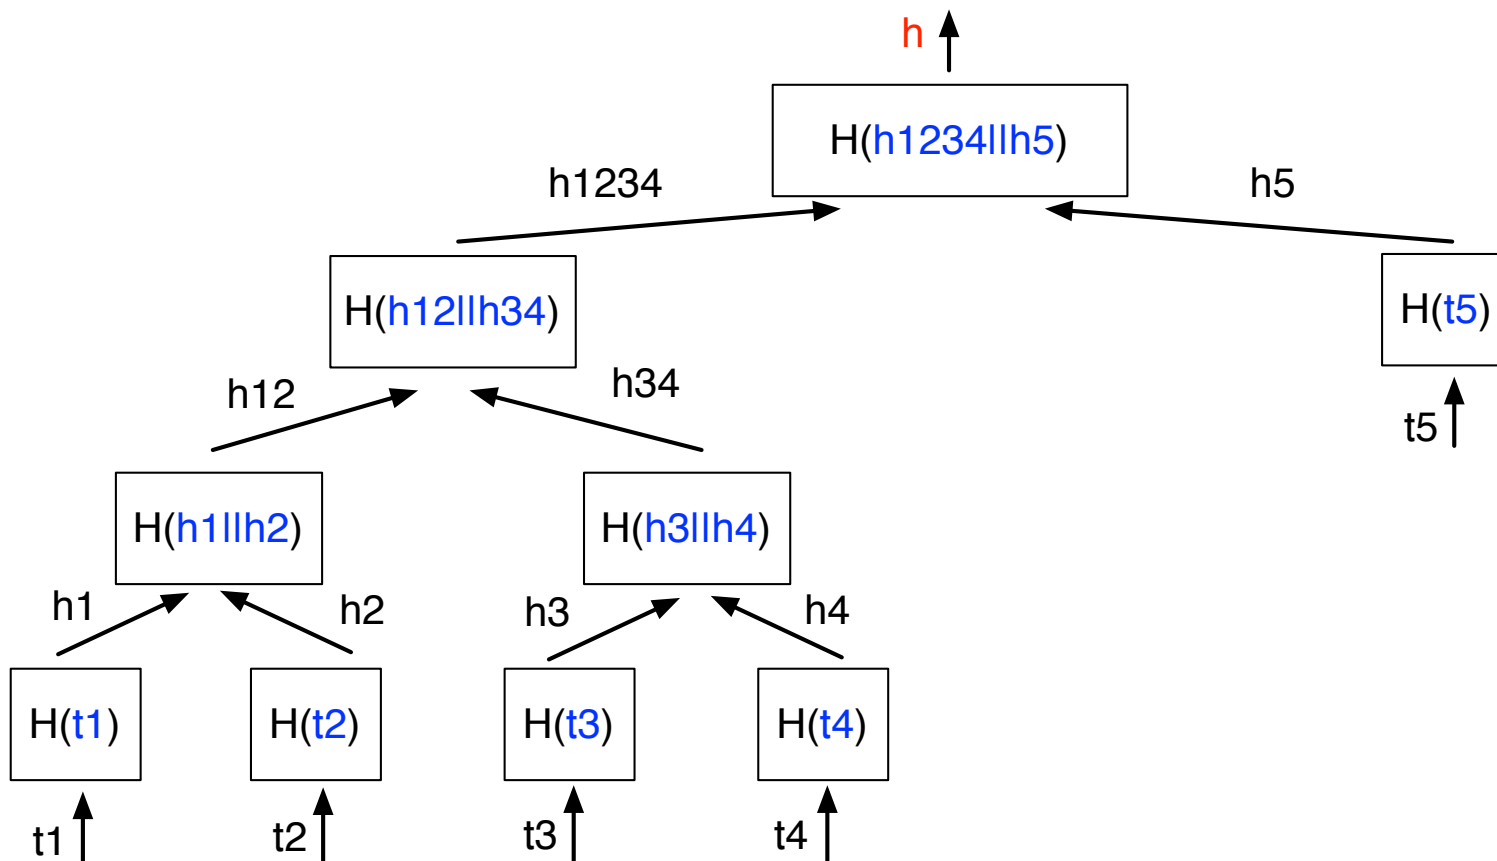 h
H(h1234||h5)
h1234
h5
H(h12||h34)
H(t5)
h12
h34
t5
H(h1||h2)
H(h3||h4)
h1
h2
h3
h4
H(t1)
H(t2)
H(t3)
H(t4)
t1
t2
t3
t4